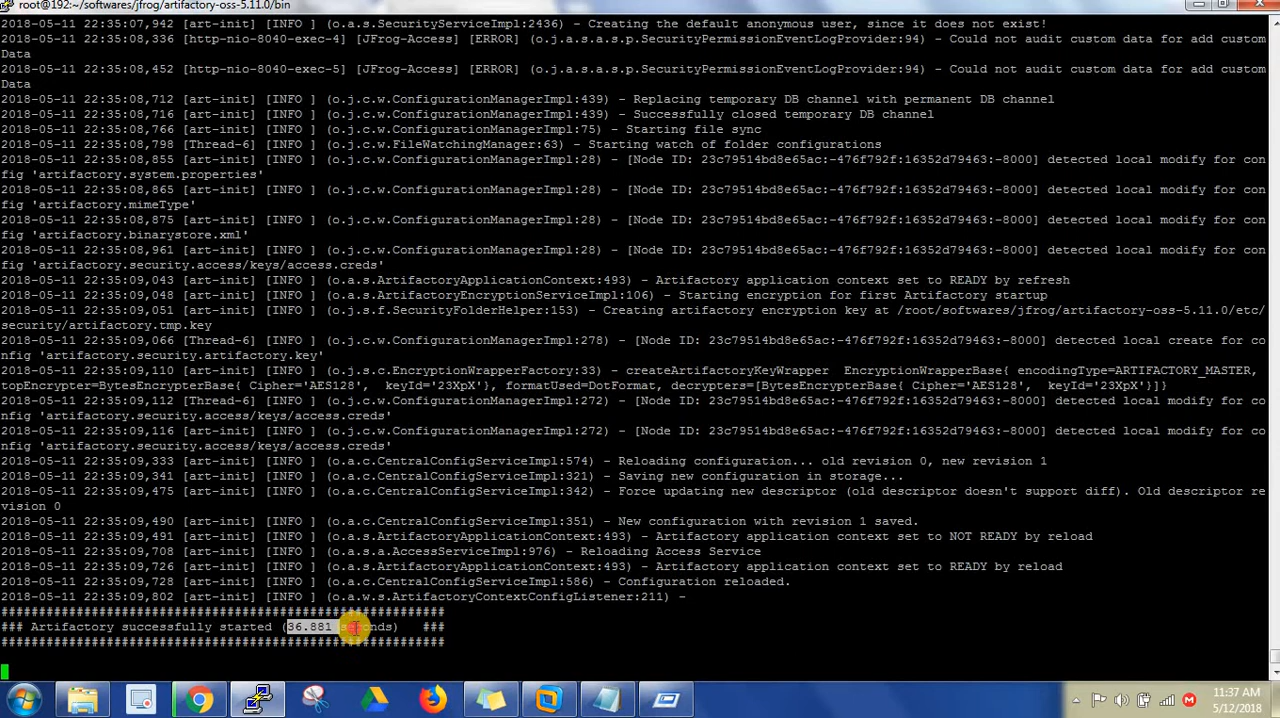 root@192:~/softwares/jfrog/artifactory-oss-5.11.0/bin
2018-05-11 22:35:07,942 [art-init] [INFO ] (o.a.s.SecurityServiceImpl:2436) - Creating the default anonymous user, since it does not exist!
2018-05-11 22:35:08,336 [http-nio-8040-exec-4] [JFrog-Access] [ERROR] (o.j.a.s.a.s.p.SecurityPermissionEventLogProvider:94) - Could not audit custom data for add custom
Data
2018-05-11 22:35:08,452 [http-nio-8040-exec-5] [JFrog-Access] [ERROR] (o.j.a.s.a.s.p.SecurityPermissionEventLogProvider:94) - Could not audit custom data for add custom
Data
2018-05-11 22:35:08,712 [art-init] [INFO ] (o.j.c.w.ConfigurationManagerImpl:439) - Replacing temporary DB channel with permanent DB channel
2018-05-11 22:35:08,716 [art-init] [INFO ] (o.j.c.w.ConfigurationManagerImpl:439) - Successfully closed temporary DB channel
2018-05-11 22:35:08,766 [art-init] [INFO ] (o.j.c.w.ConfigurationManagerImpl:75) - Starting file sync
2018-05-11 22:35:08,798 [Thread-6] [INFO ] (o.j.c.w.FileWatchingManager:63) - Starting watch of folder configurations
2018-05-11 22:35:08,855 [art-init] [INFO ] (o.j.c.w.ConfigurationManagerImpl:28) - [Node ID: 23c79514bd8e65ac:-476f792f:16352d79463:-8000] detected local modify for con
fig 'artifactory.system.properties'
2018-05-11 22:35:08,865 [art-init] [INFO ] (o.j.c.w.ConfigurationManagerImpl:28) - [Node ID: 23c79514bd8e65ac:-476f792f:16352d79463:-8000] detected local modify for con
fig 'artifactory.mimeType'
2018-05-11 22:35:08,875 [art-init] [INFO ] (o.j.c.w.ConfigurationManagerImpl:28) - [Node ID: 23c79514bd8e65ac:-476f792f:16352d79463:-8000] detected local modify for con
fig 'artifactory.binarystore.xml'
2018-05-11 22:35:08,961 [art-init] [INFO ] (o.j.c.w.ConfigurationManagerImpl:28) - [Node ID: 23c79514bd8e65ac:-476f792f:16352d79463:-8000] detected local modify for con
fig 'artifactory.security.access/keys/access.creds'
2018-05-11 22:35:09,043 [art-init] [INFO ] (o.a.s.ArtifactoryApplicationContext:493) - Artifactory application context set to READY by refresh
2018-05-11 22:35:09,048 [art-init] [INFO ] (o.a.s.ArtifactoryEncryptionServiceImpl:106) - Starting encryption for first Artifactory startup
2018-05-11 22:35:09,051 [art-init] [INFO ] (o.j.s.f.SecurityFolderHelper:153) - Creating artifactory encryption key at /root/softwares/jfrog/artifactory-oss-5.11.0/etc/
security/artifactory.tmp.key
2018-05-11 22:35:09,066 [Thread-6] [INFO ] (o.j.c.w.ConfigurationManagerImpl:278) - [Node ID: 23c79514bd8e65ac:-476f792f:16352d79463:-8000] detected local create for co
nfig 'artifactory.security.artifactory.key'
2018-05-11 22:35:09,110 [art-init] [INFO ] (o.j.s.c.EncryptionWrapperFactory:33) - createArtifactoryKeyWrapper  EncryptionWrapperBase{ encodingType=ARTIFACTORY_MASTER,
topEncrypter=BytesEncrypterBase{ Cipher='AES128',  keyId='23XpX'}, formatUsed=DotFormat, decrypters=[BytesEncrypterBase{ Cipher='AES128',  keyId='23XpX'}]}
2018-05-11 22:35:09,112 [Thread-6] [INFO ] (o.j.c.w.ConfigurationManagerImpl:272) - [Node ID: 23c79514bd8e65ac:-476f792f:16352d79463:-8000] detected local modify for co
nfig 'artifactory.security.access/keys/access.creds'
2018-05-11 22:35:09,116 [art-init] [INFO ] (o.j.c.w.ConfigurationManagerImpl:272) - [Node ID: 23c79514bd8e65ac:-476f792f:16352d79463:-8000] detected local modify for co
nfig 'artifactory.security.access/keys/access.creds'
2018-05-11 22:35:09,333 [art-init] [INFO ] (o.a.c.CentralConfigServiceImpl:574) - Reloading configuration... old revision 0, new revision 1
2018-05-11 22:35:09,341 [art-init] [INFO ] (o.a.c.CentralConfigServiceImpl:321) - Saving new configuration in storage...
2018-05-11 22:35:09,475 [art-init] [INFO ] (o.a.c.CentralConfigServiceImpl:342) - Force updating new descriptor (old descriptor doesn't support diff). Old descriptor re
vision 0
2018-05-11 22:35:09,490 [art-init] [INFO ] (o.a.c.CentralConfigServiceImpl:351) - New configuration with revision 1 saved.
2018-05-11 22:35:09,491 [art-init] [INFO ] (o.a.s.ArtifactoryApplicationContext:493) - Artifactory application context set to NOT READY by reload
2018-05-11 22:35:09,708 [art-init] [INFO ] (o.a.s.a.AccessServiceImpl:976) - Reloading Access Service
2018-05-11 22:35:09,726 [art-init] [INFO ] (o.a.s.ArtifactoryApplicationContext:493) - Artifactory application context set to READY by reload
2018-05-11 22:35:09,728 [art-init] [INFO ] (o.a.c.CentralConfigServiceImpl:586) - Configuration reloaded.
2018-05-11 22:35:09,802 [art-init] [INFO ] (o.a.w.s.ArtifactoryContextConfigListener:211) -
###########################################################
### Artifactory successfully started (36.881 seconds)   ###
###########################################################
11:37 AM
5/12/2018